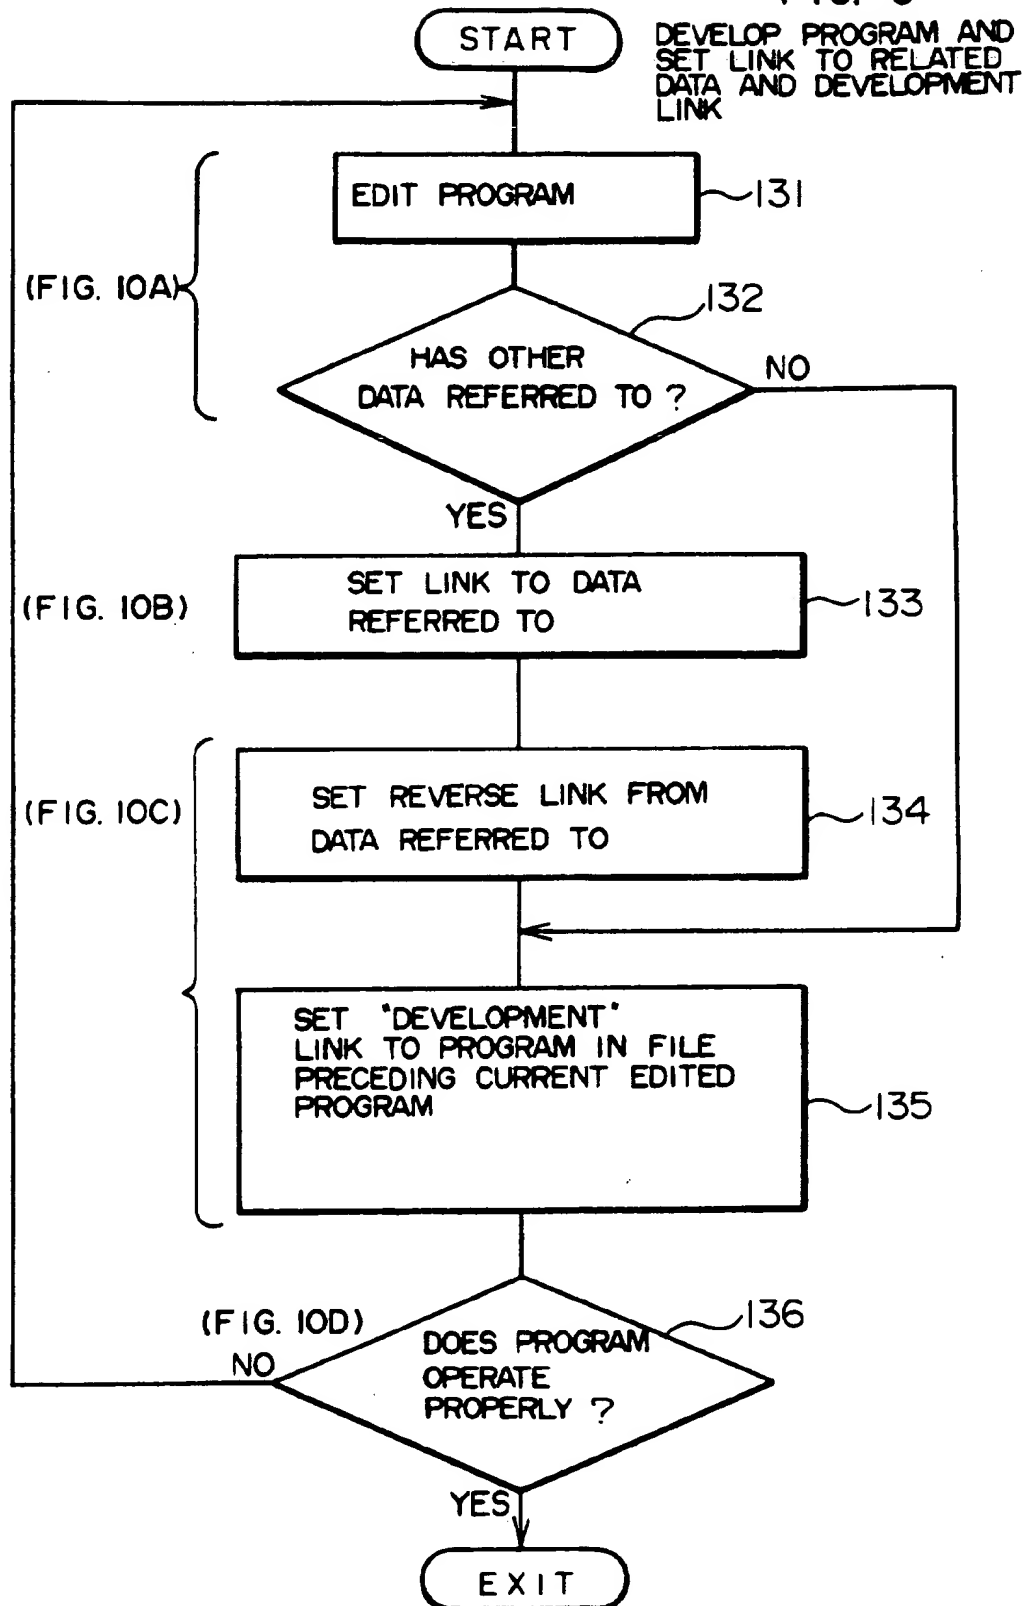 START
DEVELOP PROGRAM AND
SET LINK TO RELATED
DATA AND DEVELOPMENT
LINK
EDIT PROGRAM
131
(FIG. 10A)
132
HAS OTHER
DATA REFERRED TO ?
NO
YES
(FIG. 10B)
SET LINK TO DATA
REFERRED TO
133
(FIG. 10C)
SET REVERSE LINK FROM
DATA REFERRED TO
134
SET "DEVELOPMENT"
LINK TO PROGRAM IN FILE
PRECEDING CURRENT EDITED
PROGRAM
135
(FIG. 10D)
136
NO
DOES PROGRAM
OPERATE
PROPERLY ?
YES
EXIT